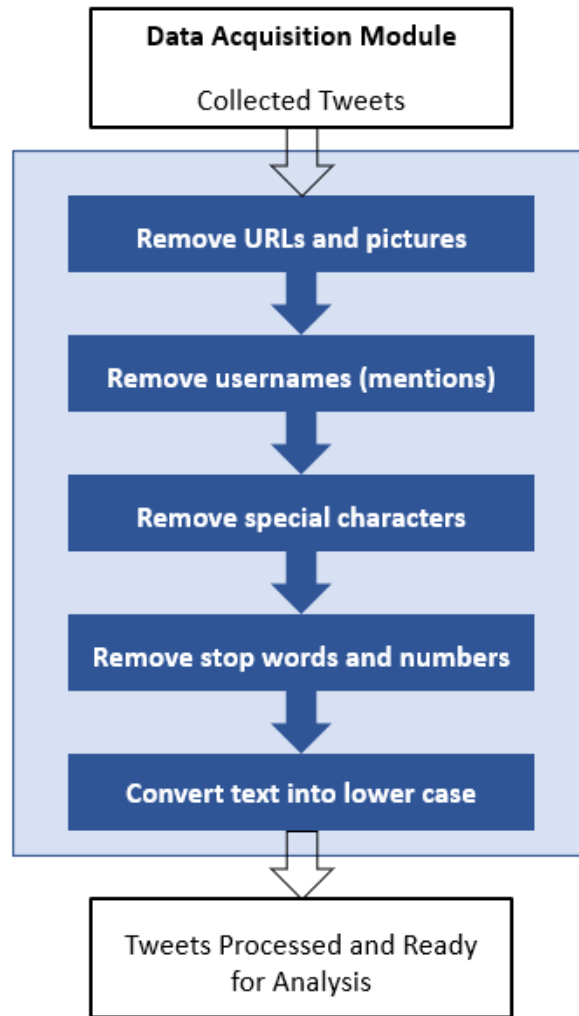 Data Acquisition Module
Collected Tweets
Remove URLs and pictures
Remove usernames (mentions)
Remove special characters
Remove stop words and numbers
Convert text into lower case
Tweets Processed and Ready
for Analysis